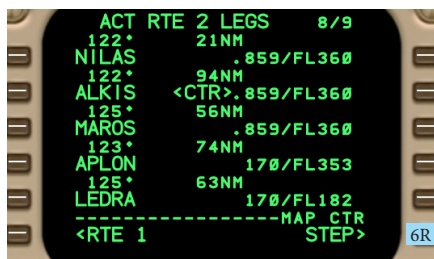 ACT RTE 2 LEGS 8/9
122° 21NM
NILAS .859/FL360
122° 94NM
ALKIS <CTR>.859/FL360
125° 56NM
MAROS .859/FL360
123° 74NM
APLON 170/FL353
125° 63NM
LEDRA 170/FL182
-----------------MAP CTR
<RTE 1 STEP>
6R